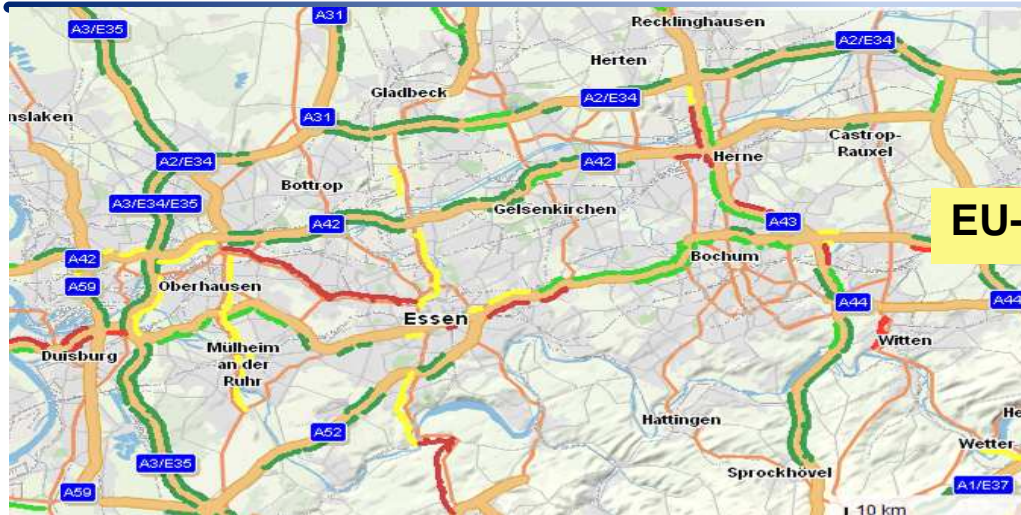 A31
A3/E35
Recklinghausen
A2/E34
Herten
Gladbeck
A2/E34
A31
nslaken
Castrop-
Rauxel
A2/E34
A42
Herne
Bottrop
A3/E34/E35
Gelsenkirchen
A42
A43
EU-
A42
Bochum
A59
Oberhausen
A44
A44
Essen
Witten
Duisburg
Mülheim
an der
Ruhr
Hattingen
He
A52
Wetter
A3/E35
Sprockhövel
A1/E37
A59
10 km